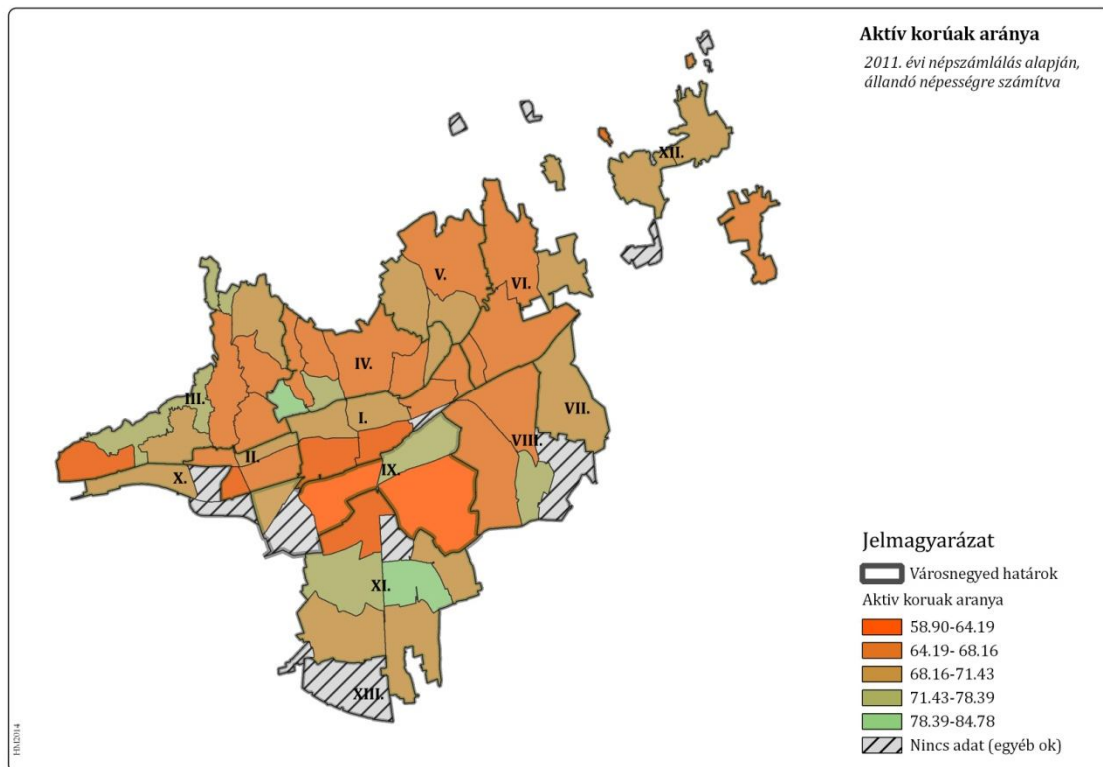 Aktív korúak aránya
2011. évi népszámlálás alapján,
állandó népességre számítva
XII.
V.
VI.
IV.
III.
I.
VII.
II.
VIII.
IX.
X.
XI.
XIII.
Jelmagyarázat
Városnegyed határok
Aktiv koruak aranya
58.90-64.19
64.19- 68.16
68.16-71.43
71.43-78.39
78.39-84.78
Nincs adat (egyéb ok)
HM2014